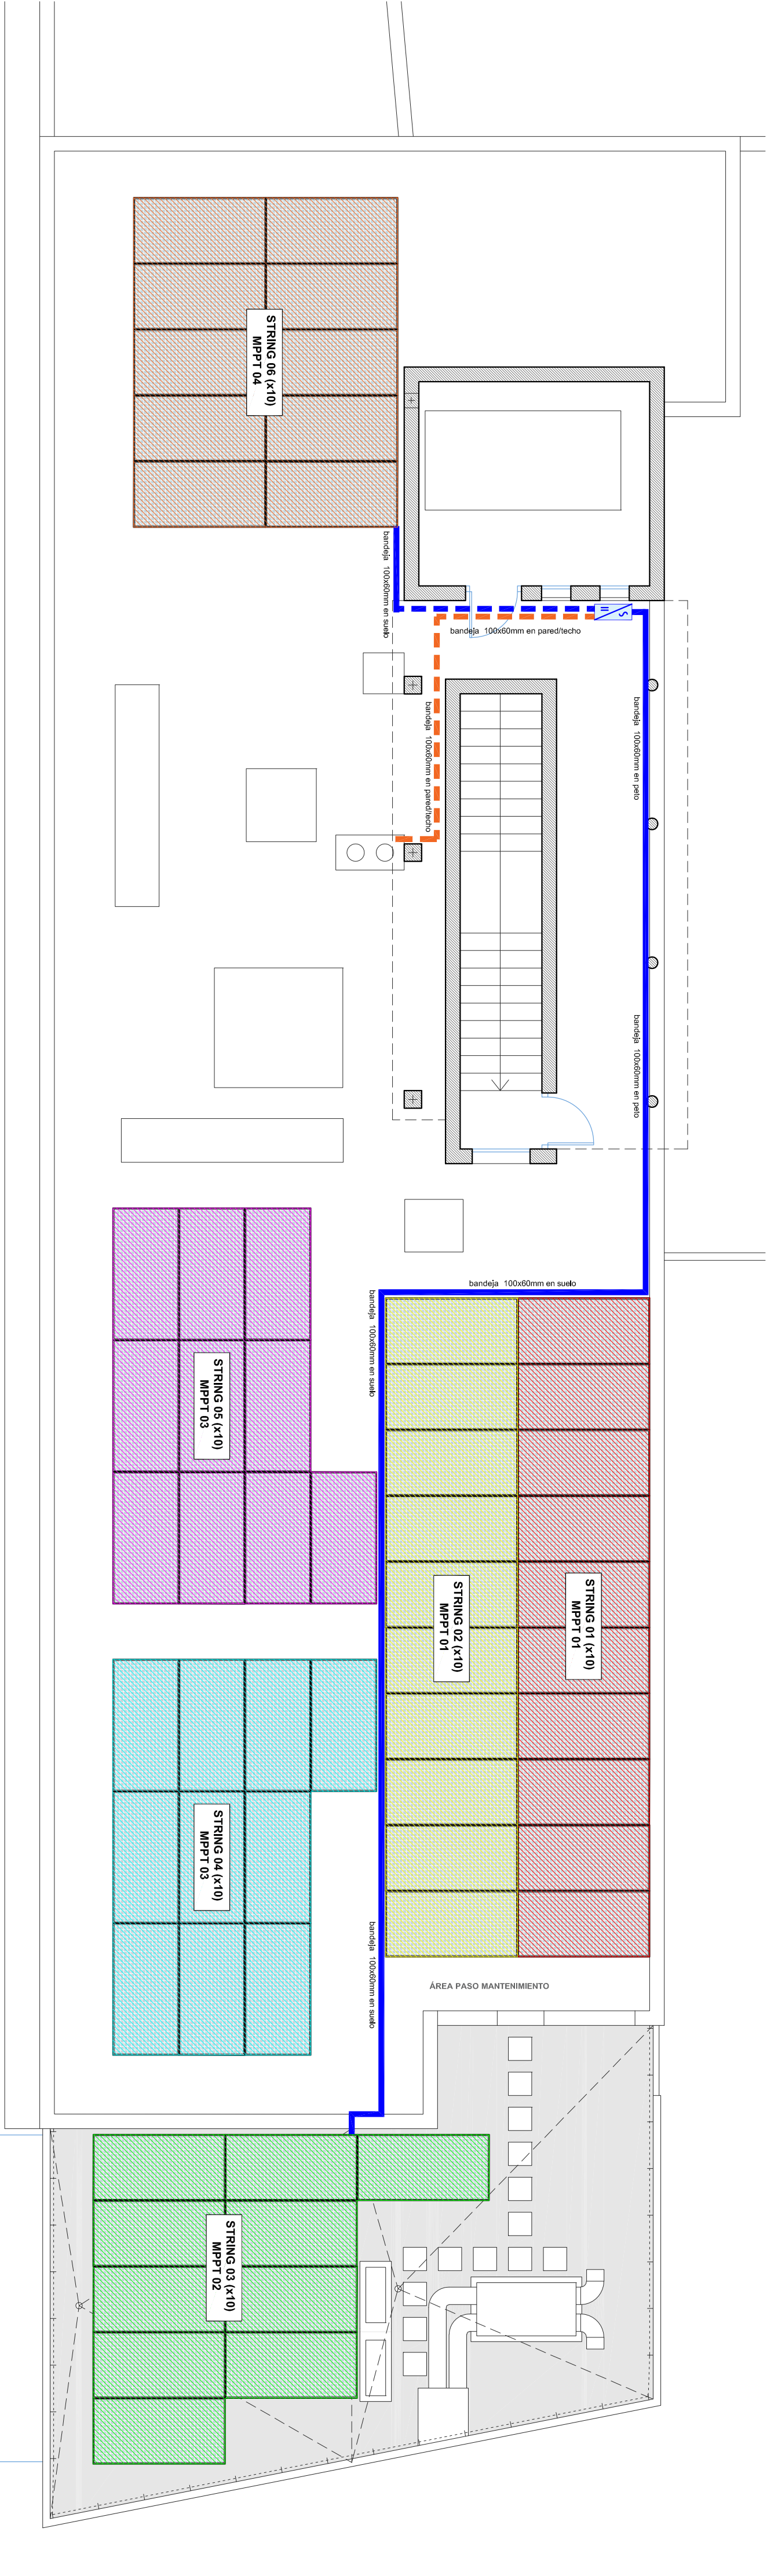 STRING 06 (x10)
MPPT 04
bandeja 100x60mm en suelo
bandeja 100x60mm en pared/techo
bandeja 100x60mm en pared/techo
bandeja 100x60mm en peto
bandeja 100x60mm en peto
bandeja 100x60mm en suelo
bandeja 100x60mm en suelo
STRING 05 (x10)
MPPT 03
STRING 02 (x10)
MPPT 01
STRING 01 (x10)
MPPT 01
STRING 04 (x10)
MPPT 03
bandeja 100x60mm en suelo
ÁREA PASO MANTENIMIENTO
STRING 03 (x10)
MPPT 02